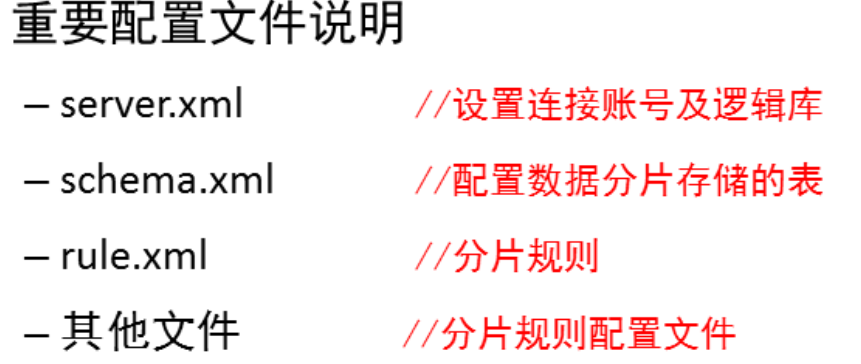 重要配置文件说明
– server.xml //设置连接账号及逻辑库
– schema.xml //配置数据分片存储的表
– rule.xml //分片规则
– 其他文件 //分片规则配置文件